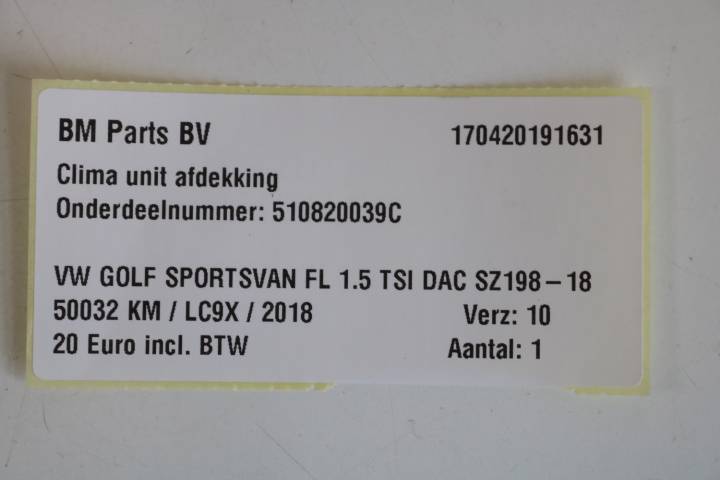 BM Parts BV 170420191631
Clima unit afdekking
Onderdeelnummer: 510820039C
VW GOLF SPORTSVAN FL 1.5 TSI DAC SZ198-18
50032 KM / LC9X / 2018 Verz: 10
20 Euro incl. BTW Aantal: 1